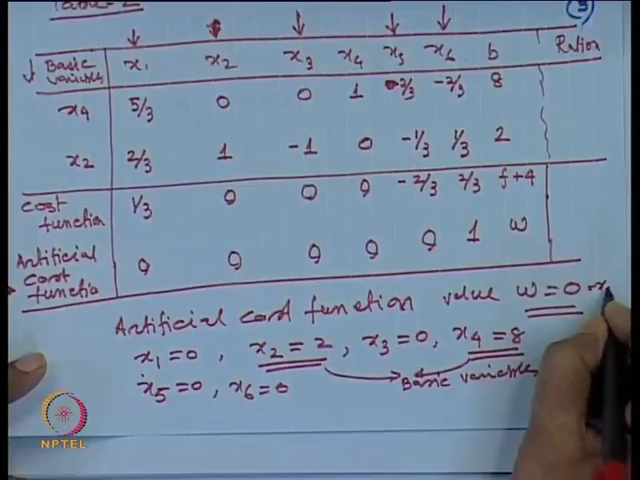 Table-2
③
↓ Basic variables x₁ x₂ x₃ x₄ x₅ x₆ b Ration
x₄ 5/3 0 0 1 2/3 -2/3 8
x₂ 2/3 1 -1 0 -1/3 1/3 2
Cost function 1/3 0 0 0 -2/3 2/3 f+4
Artificial cost functio 0 0 0 0 0 1 w
Artificial cost function value w=0
x₁=0, x₂=2, x₃=0, x₄=8
x₅=0, x₆=0 Basic variables
NPTEL